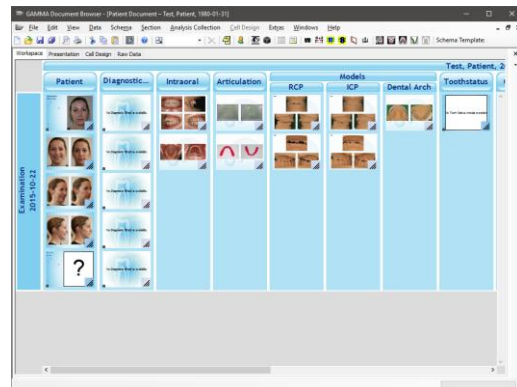 GAMMA Document Browser - [Patient Document - Test, Patient, 1980-01-31]
File Edit View Data Schema Section Analysis Collection Cell Design Extras Windows Help
Schema Template:
Workspace Presentation Cell Design Raw Data
Test, Patient, 2
Patient Diagnostic... Intraoral Articulation Models Toothstatus
RCP ICP Dental Arch
Examination
2015-10-22
?